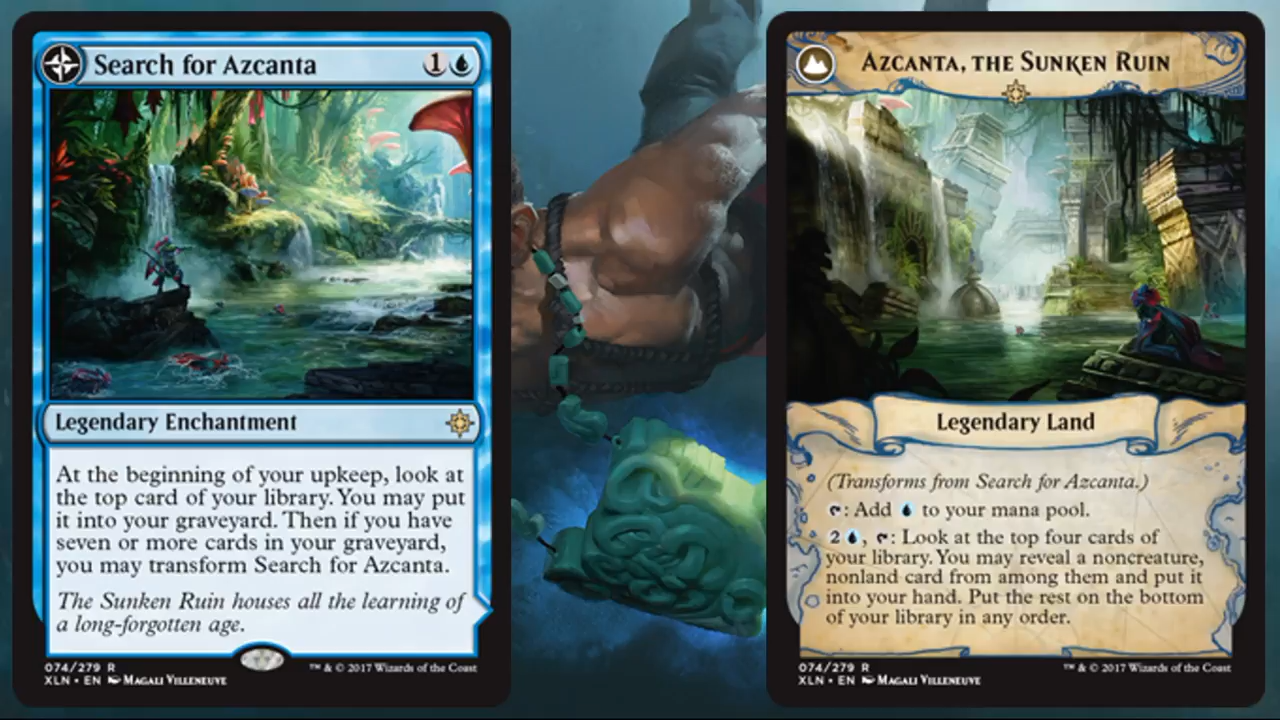 Search for Azcanta 1
Legendary Enchantment
At the beginning of your upkeep, look at
the top card of your library. You may put
it into your graveyard. Then if you have
seven or more cards in your graveyard,
you may transform Search for Azcanta.
The Sunken Ruin houses all the learning of
a long-forgotten age.
074/279 R
XLN • EN MAGALI VILLENEUVE
™ & © 2017 Wizards of the Coast
AZCANTA, THE SUNKEN RUIN
Legendary Land
(Transforms from Search for Azcanta.)
: Add to your mana pool.
2 , : Look at the top four cards of
your library. You may reveal a noncreature,
nonland card from among them and put it
into your hand. Put the rest on the bottom
of your library in any order.
074/279 R
XLN • EN MAGALI VILLENEUVE
™ & © 2017 Wizards of the Coast